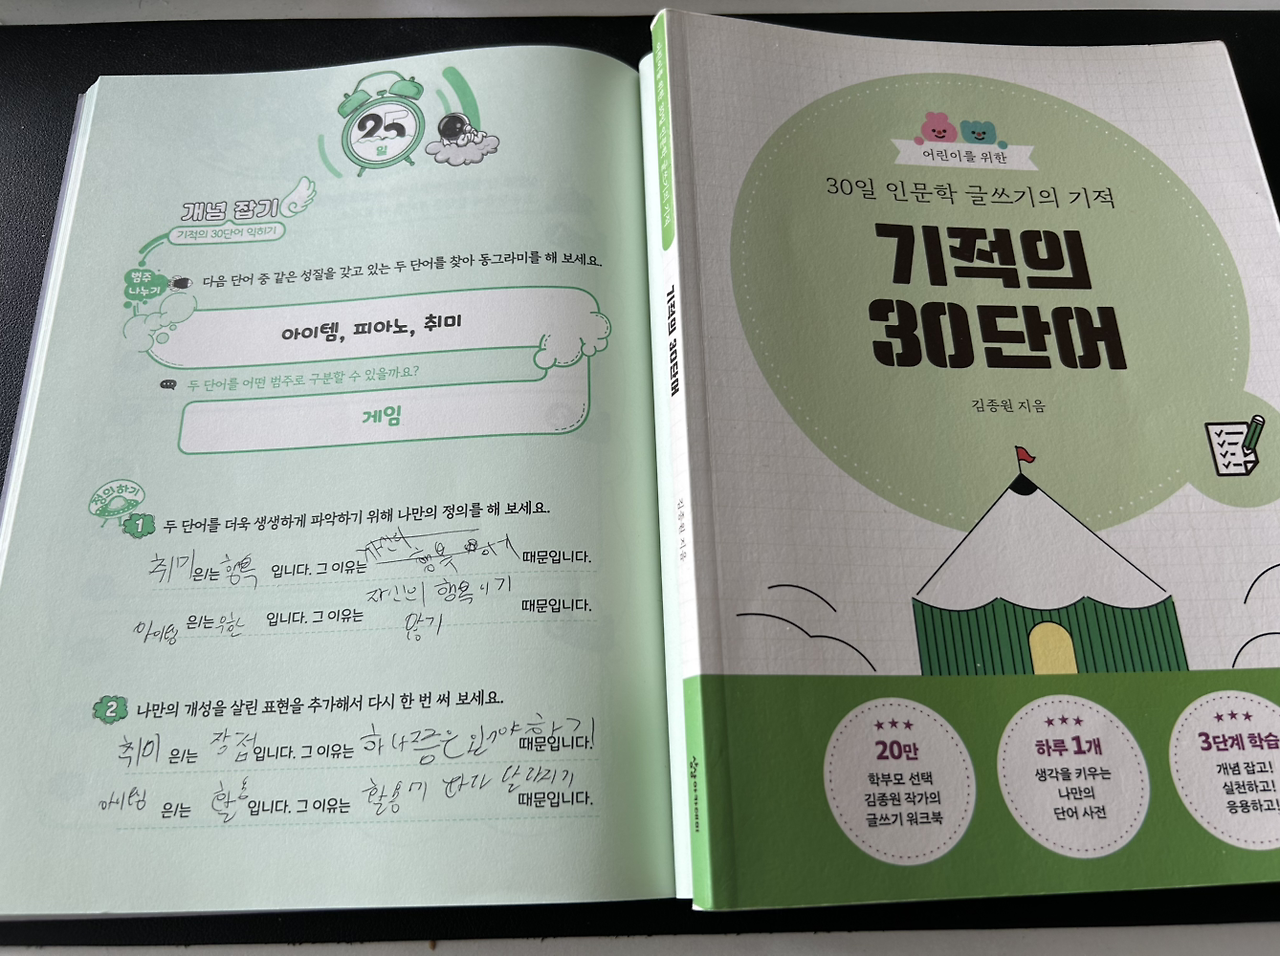 25
일
개념 잡기
기적의 30단어 익히기
범주
나누기
다음 단어 중 같은 성질을 갖고 있는 두 단어를 찾아 동그라미를 해 보세요.
아이템, 피아노, 취미
두 단어를 어떤 범주로 구분할 수 있을까요?
게임
정의하기
1 두 단어를 더욱 생생하게 파악하기 위해 나만의 정의를 해 보세요.
취미 은/는 행복 입니다. 그 이유는 행복 하기 때문입니다.
아이템 은/는 유한 입니다. 그 이유는 자신의 행복이기 때문입니다.
않기
2 나만의 개성을 살린 표현을 추가해서 다시 한 번 써 보세요.
취미 은/는 장점 입니다. 그 이유는 하나쯤은 있어야 하기 때문입니다.
아이템 은/는 활용 입니다. 그 이유는 활용에 따라 달라지기 때문입니다.
기적의 30단어
김종원 지음
상상아카데미
어린이를 위한
30일 인문학 글쓰기의 기적
기적의
30단어
김종원 지음
20만
학부모 선택
김종원 작가의
글쓰기 워크북
하루 1개
생각을 키우는
나만의
단어 사전
3단계 학습
개념 잡고!
실천하고!
응용하고!